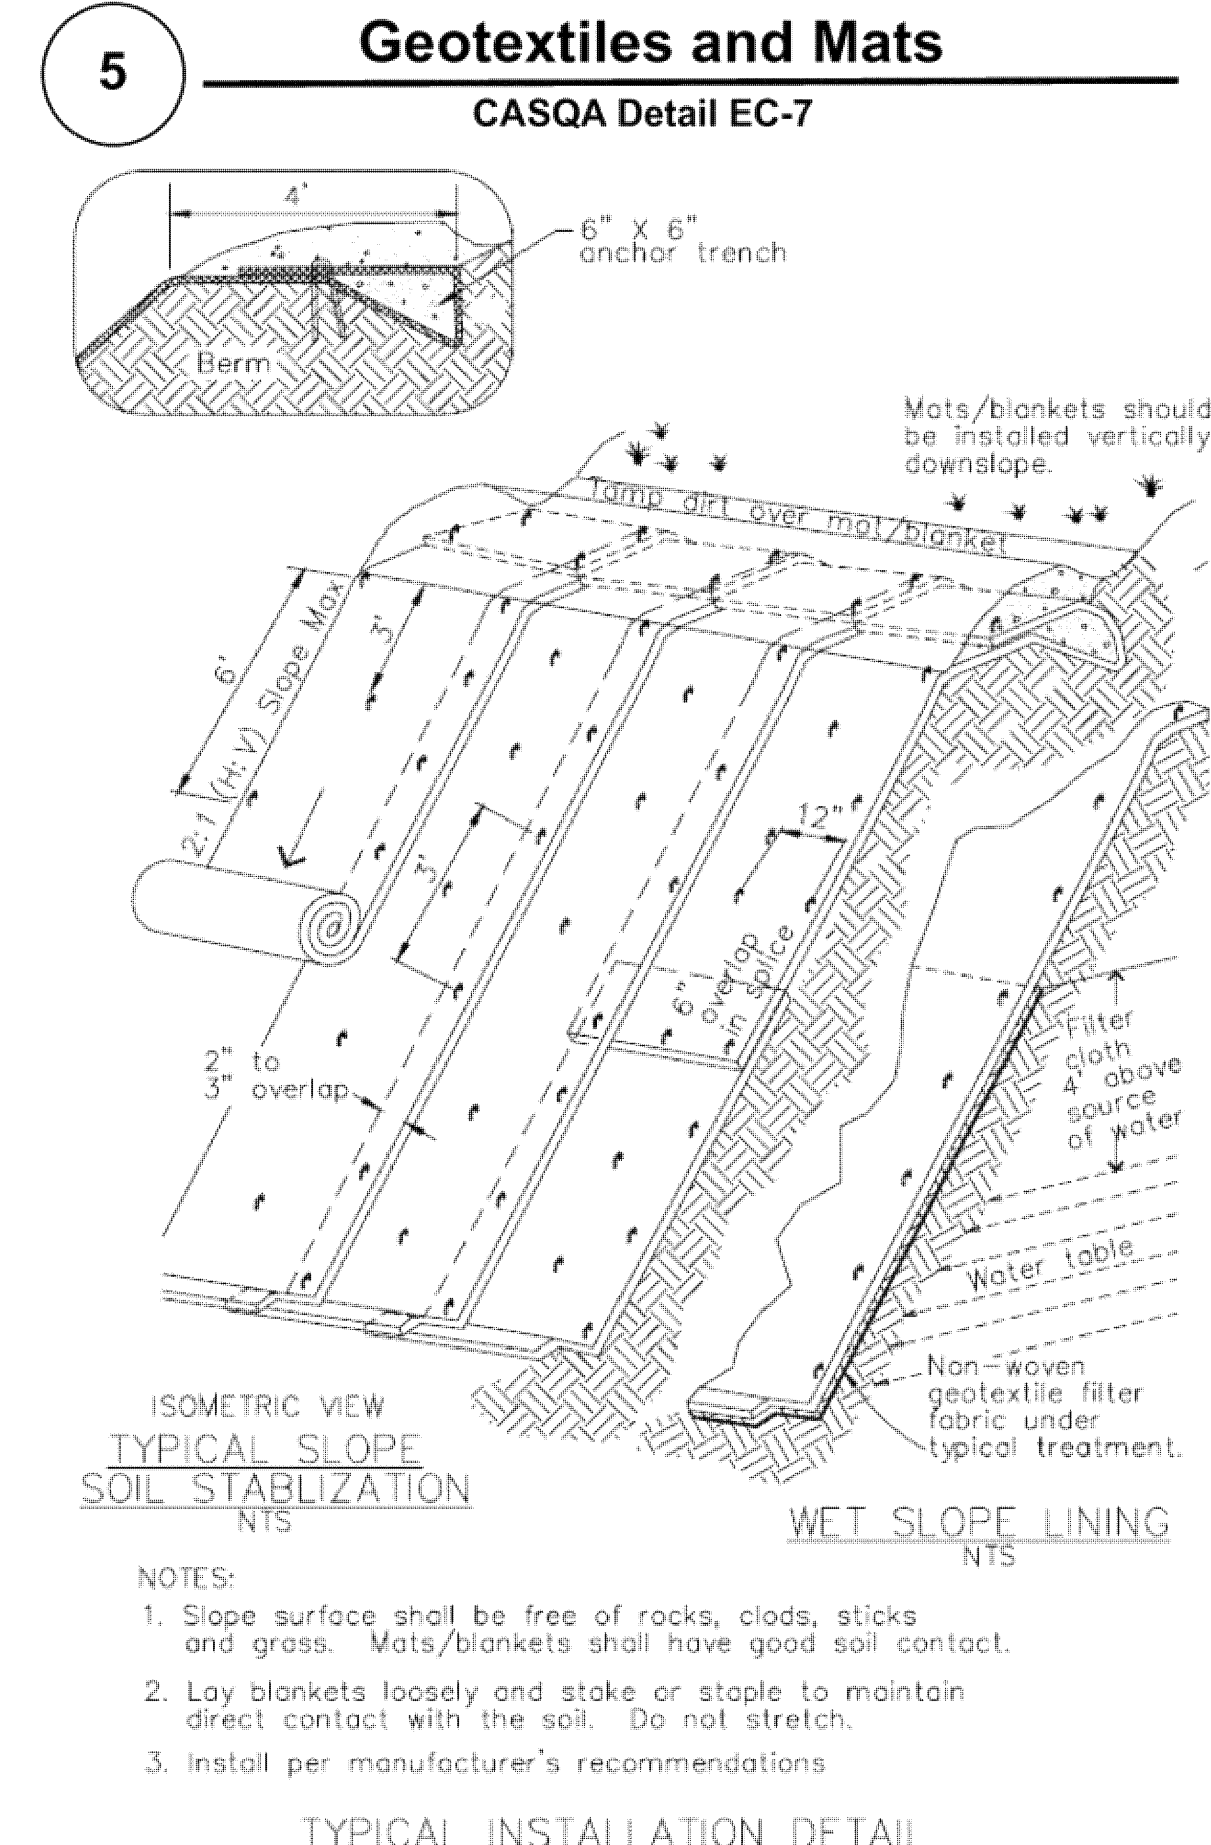 5
Geotextiles and Mats
CASQA Detail EC-7
4'
6" X 6"
anchor trench
Berm
Mats/blankets should
be installed vertically
downslope.
Tamp dirt over mat/blanket
6'
2:1 (H:V) Slope Max
3'
3'
12"
6"
overlap
in splice
2" to
3" overlap
Filter
cloth
4' above
source
of water
Water table
Non-woven
geotextile filter
fabric under
typical treatment.
ISOMETRIC VIEW
TYPICAL SLOPE
SOIL STABLIZATION
NTS
WET SLOPE LINING
NTS
NOTES:
1. Slope surface shall be free of rocks, clods, sticks
and grass. Mats/blankets shall have good soil contact.
2. Lay blankets loosely and stake or staple to maintain
direct contact with the soil. Do not stretch.
3. Install per manufacturer's recommendations
TYPICAL INSTALLATION DETAIL